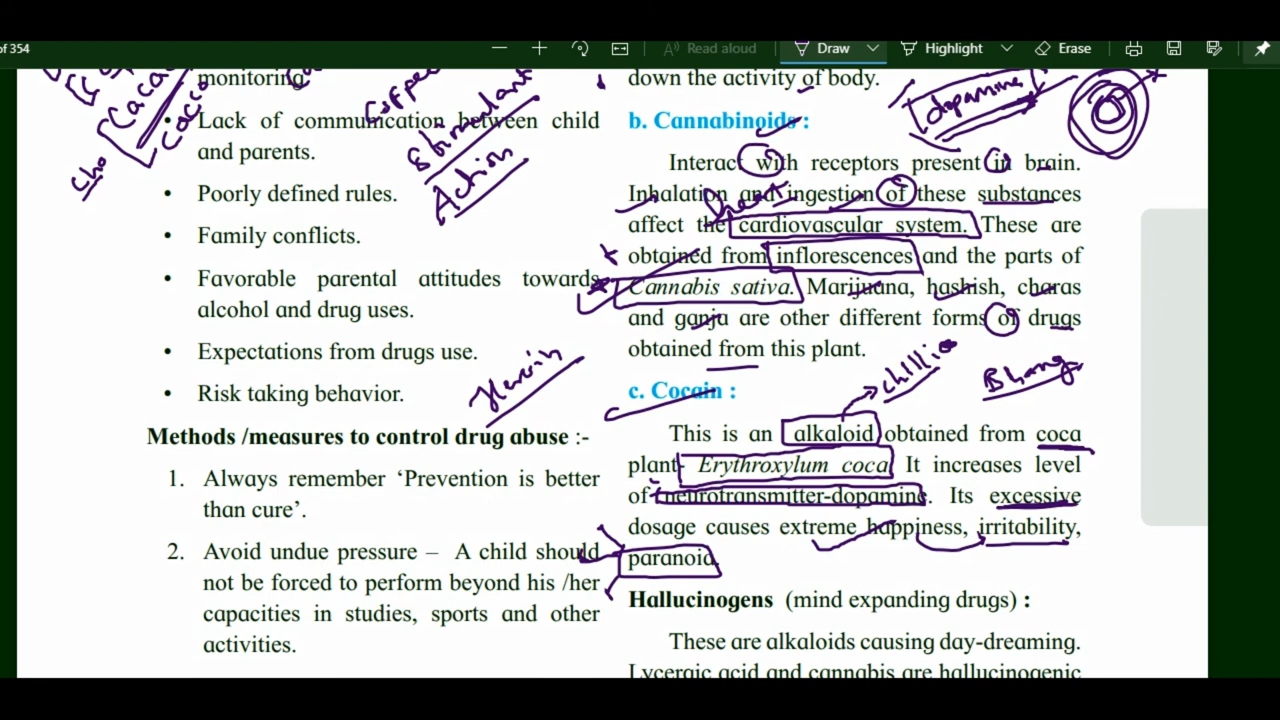 of 354
Read aloud
Draw
Highlight
Erase
monitoring
• Lack of communication between child
and parents.
• Poorly defined rules.
• Family conflicts.
• Favorable parental attitudes towards
alcohol and drug uses.
• Expectations from drugs use.
• Risk taking behavior.
Methods /measures to control drug abuse :-
1. Always remember ‘Prevention is better
than cure’.
2. Avoid undue pressure – A child should
not be forced to perform beyond his /her
capacities in studies, sports and other
activities.
Stimulant
Action
Heroin
down the activity of body.
dopamine
b. Cannabinoids :
Interact with receptors present in brain.
Inhalation and ingestion of these substances
affect the cardiovascular system. These are
obtained from inflorescences and the parts of
Cannabis sativa. Marijuana, hashish, charas
and ganja are other different forms of drugs
obtained from this plant.
Heart
chillie
Bhang
c. Cocain :
This is an alkaloid obtained from coca
plant- Erythroxylum coca. It increases level
of neurotransmitter-dopamine. Its excessive
dosage causes extreme happiness, irritability,
paranoid.
Hallucinogens (mind expanding drugs) :
These are alkaloids causing day-dreaming.
Lycergic acid and cannabis are hallucinogenic